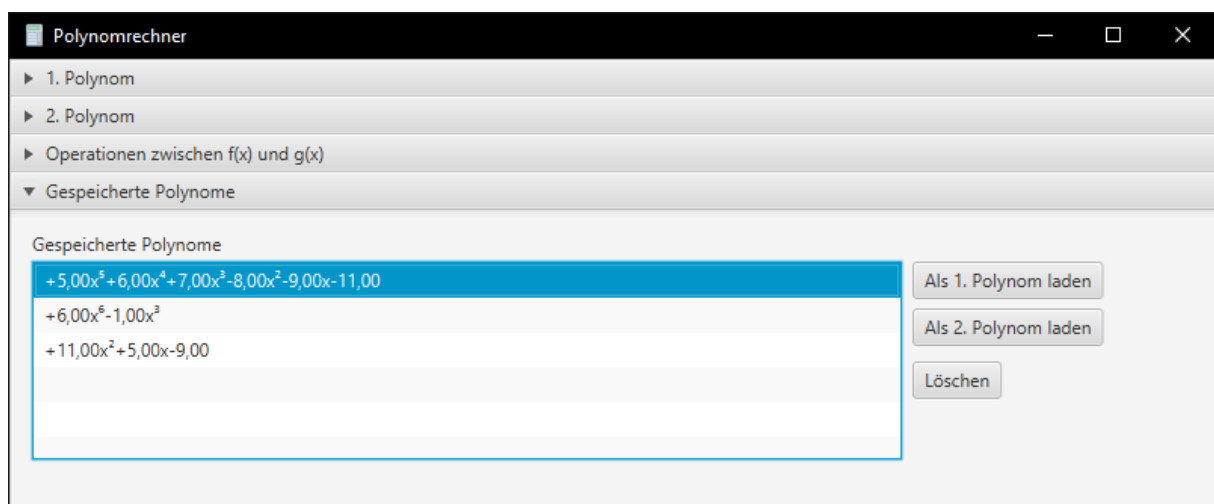 Polynomrechner
1. Polynom
2. Polynom
Operationen zwischen f(x) und g(x)
Gespeicherte Polynome
Gespeicherte Polynome
+5,00x⁵+6,00x⁴+7,00x³-8,00x²-9,00x-11,00
+6,00x⁶-1,00x³
+11,00x²+5,00x-9,00
Als 1. Polynom laden
Als 2. Polynom laden
Löschen